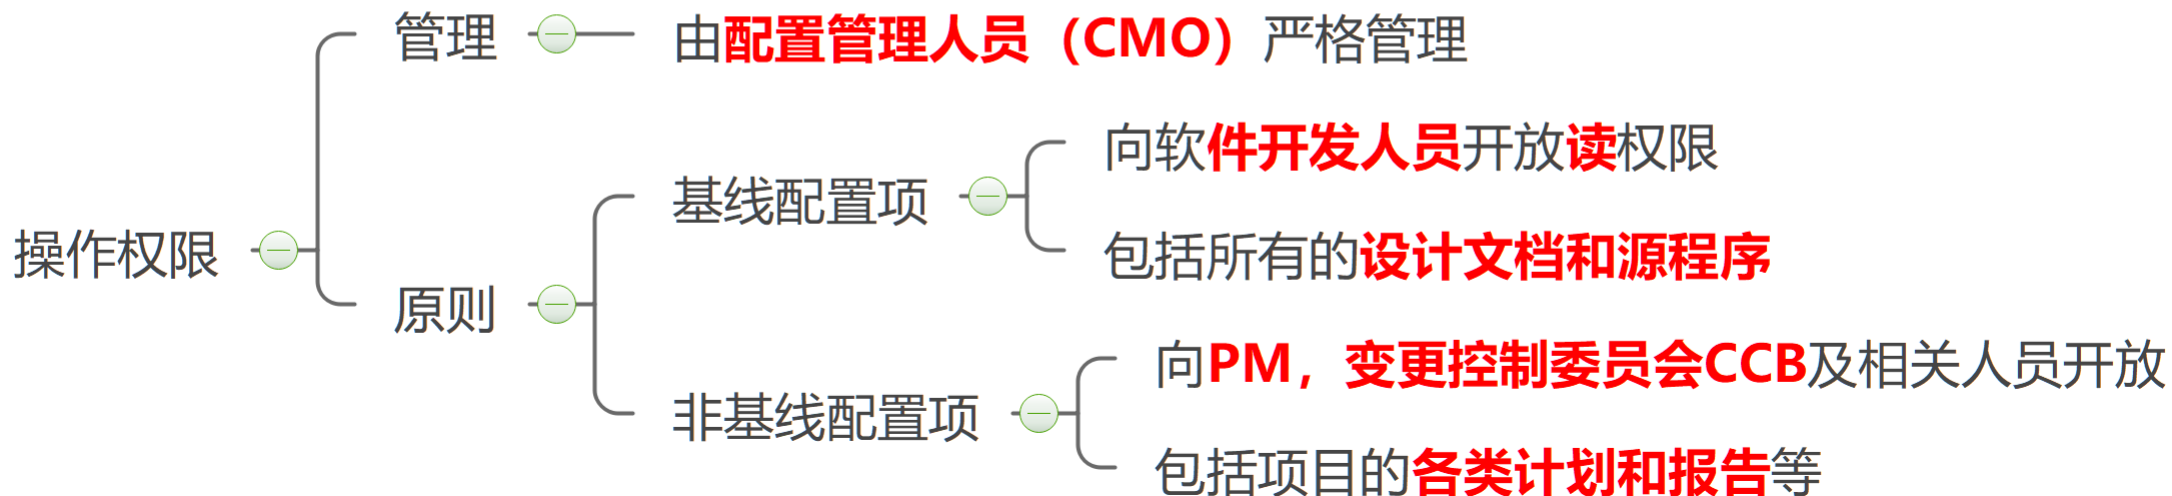 操作权限
管理
由配置管理人员（CMO）严格管理
原则
基线配置项
向软件开发人员开放读权限
包括所有的设计文档和源程序
非基线配置项
向PM，变更控制委员会CCB及相关人员开放
包括项目的各类计划和报告等